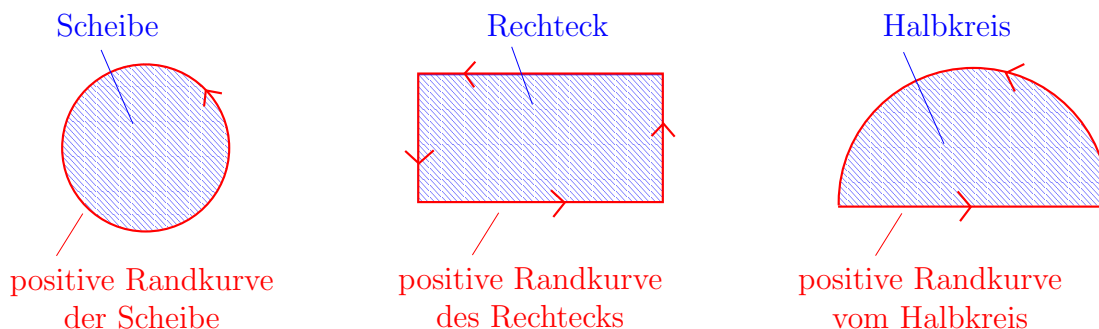 Scheibe
Rechteck
Halbkreis
positive Randkurve
der Scheibe
positive Randkurve
des Rechtecks
positive Randkurve
vom Halbkreis